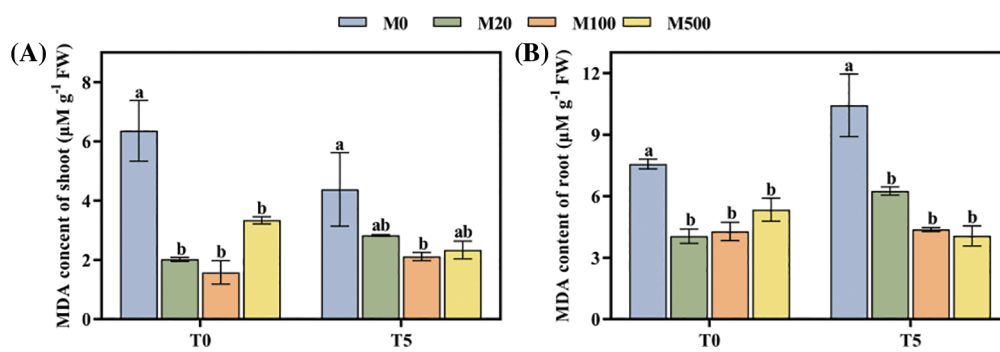 M0 M20 M100 M500
(A) (B)
MDA concent of shoot (μM g⁻¹ FW)
8
6
4
2
0
a
b
b
b
a
ab
b
ab
T0 T5
MDA content of root (μM g⁻¹ FW)
12
9
6
3
0
a
b
b
b
a
b
b
b
T0 T5